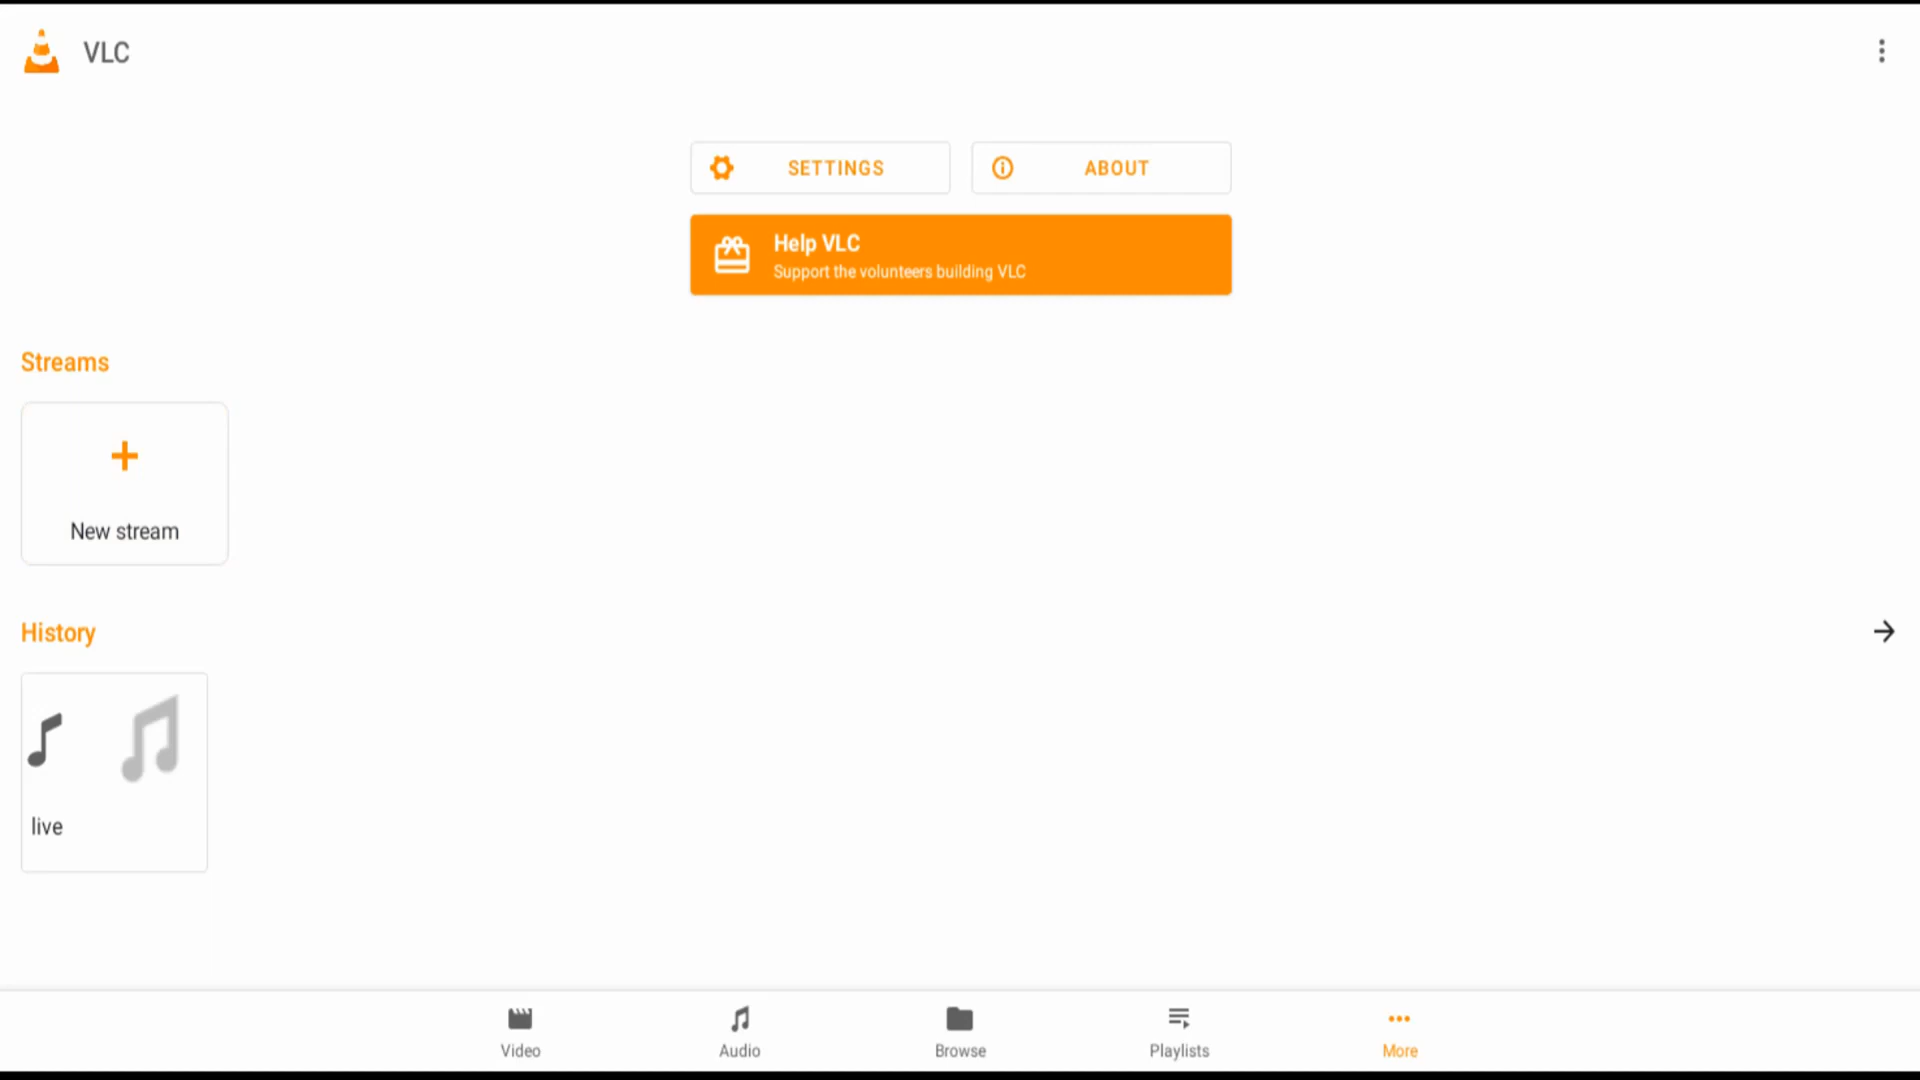 VLC
SETTINGS
ABOUT
Help VLC
Support the volunteers building VLC
Streams
New stream
History
live
Video
Audio
Browse
Playlists
More